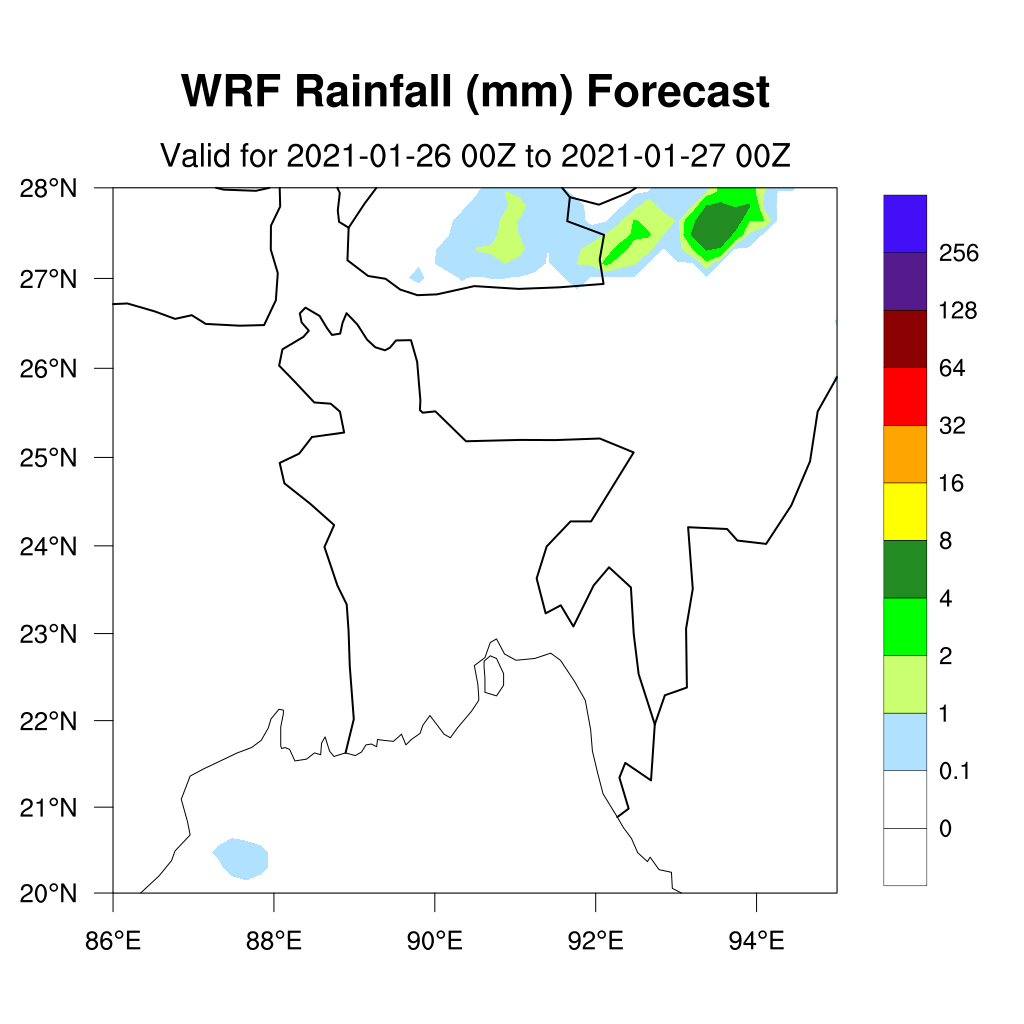 WRF Rainfall (mm) Forecast
Valid for 2021-01-26 00Z to 2021-01-27 00Z
28°N
27°N
26°N
25°N
24°N
23°N
22°N
21°N
20°N
86°E
88°E
90°E
92°E
94°E
256
128
64
32
16
8
4
2
1
0.1
0